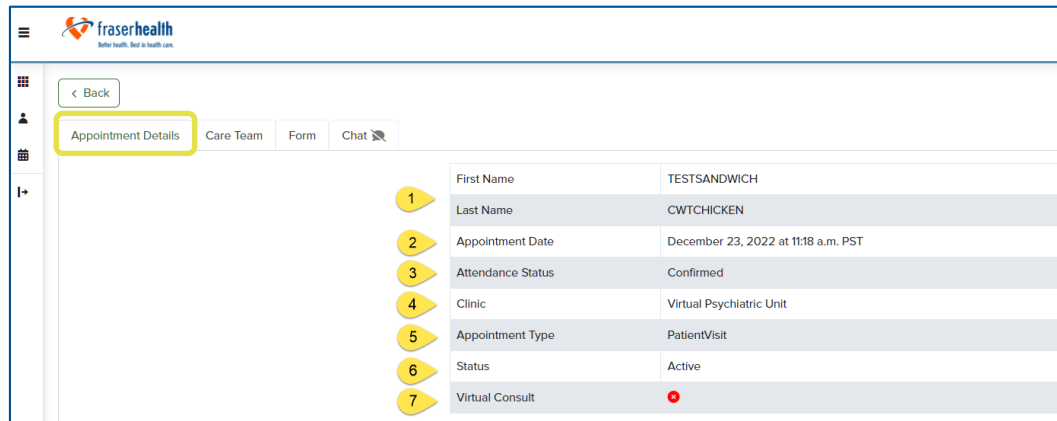 fraserhealth
Better health. Best in health care.
< Back
Appointment Details Care Team Form Chat
First Name TESTSANDWICH
1
Last Name CWTCHICKEN
2 Appointment Date December 23, 2022 at 11:18 a.m. PST
3 Attendance Status Confirmed
4 Clinic Virtual Psychiatric Unit
5 Appointment Type PatientVisit
6 Status Active
7 Virtual Consult